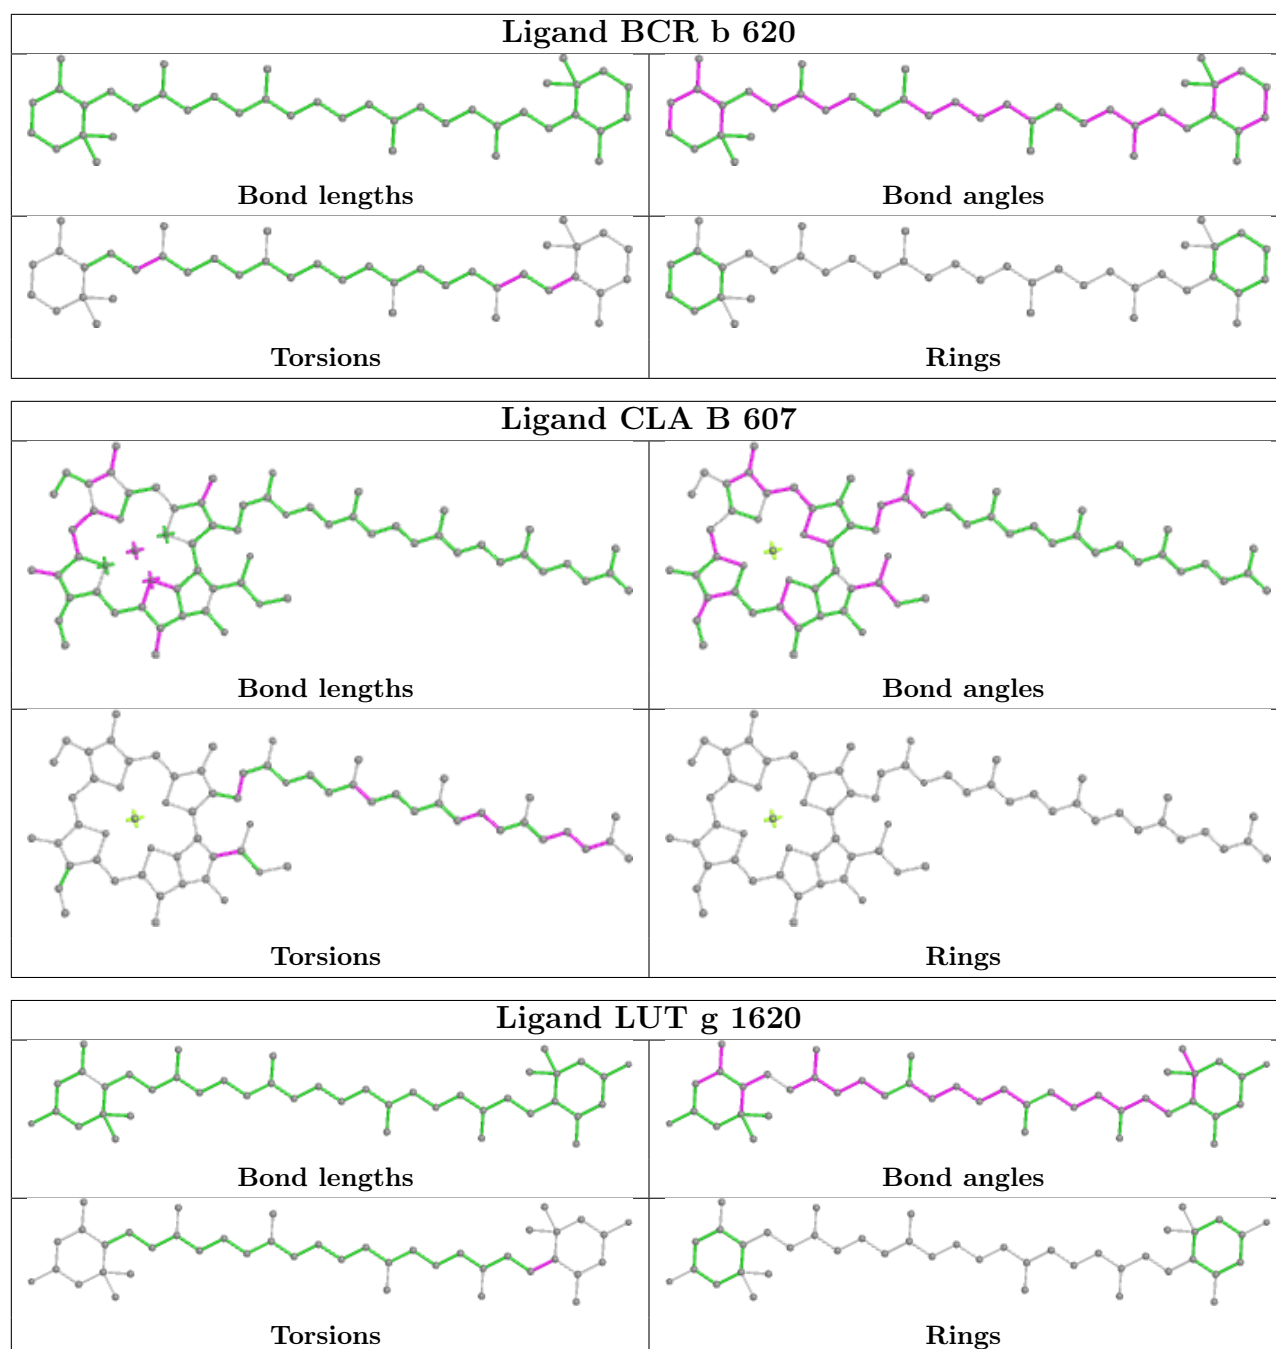 Ligand BCR b 620
Bond lengths
Bond angles
Torsions
Rings
Ligand CLA B 607
Bond lengths
Bond angles
Torsions
Rings
Ligand LUT g 1620
Bond lengths
Bond angles
Torsions
Rings